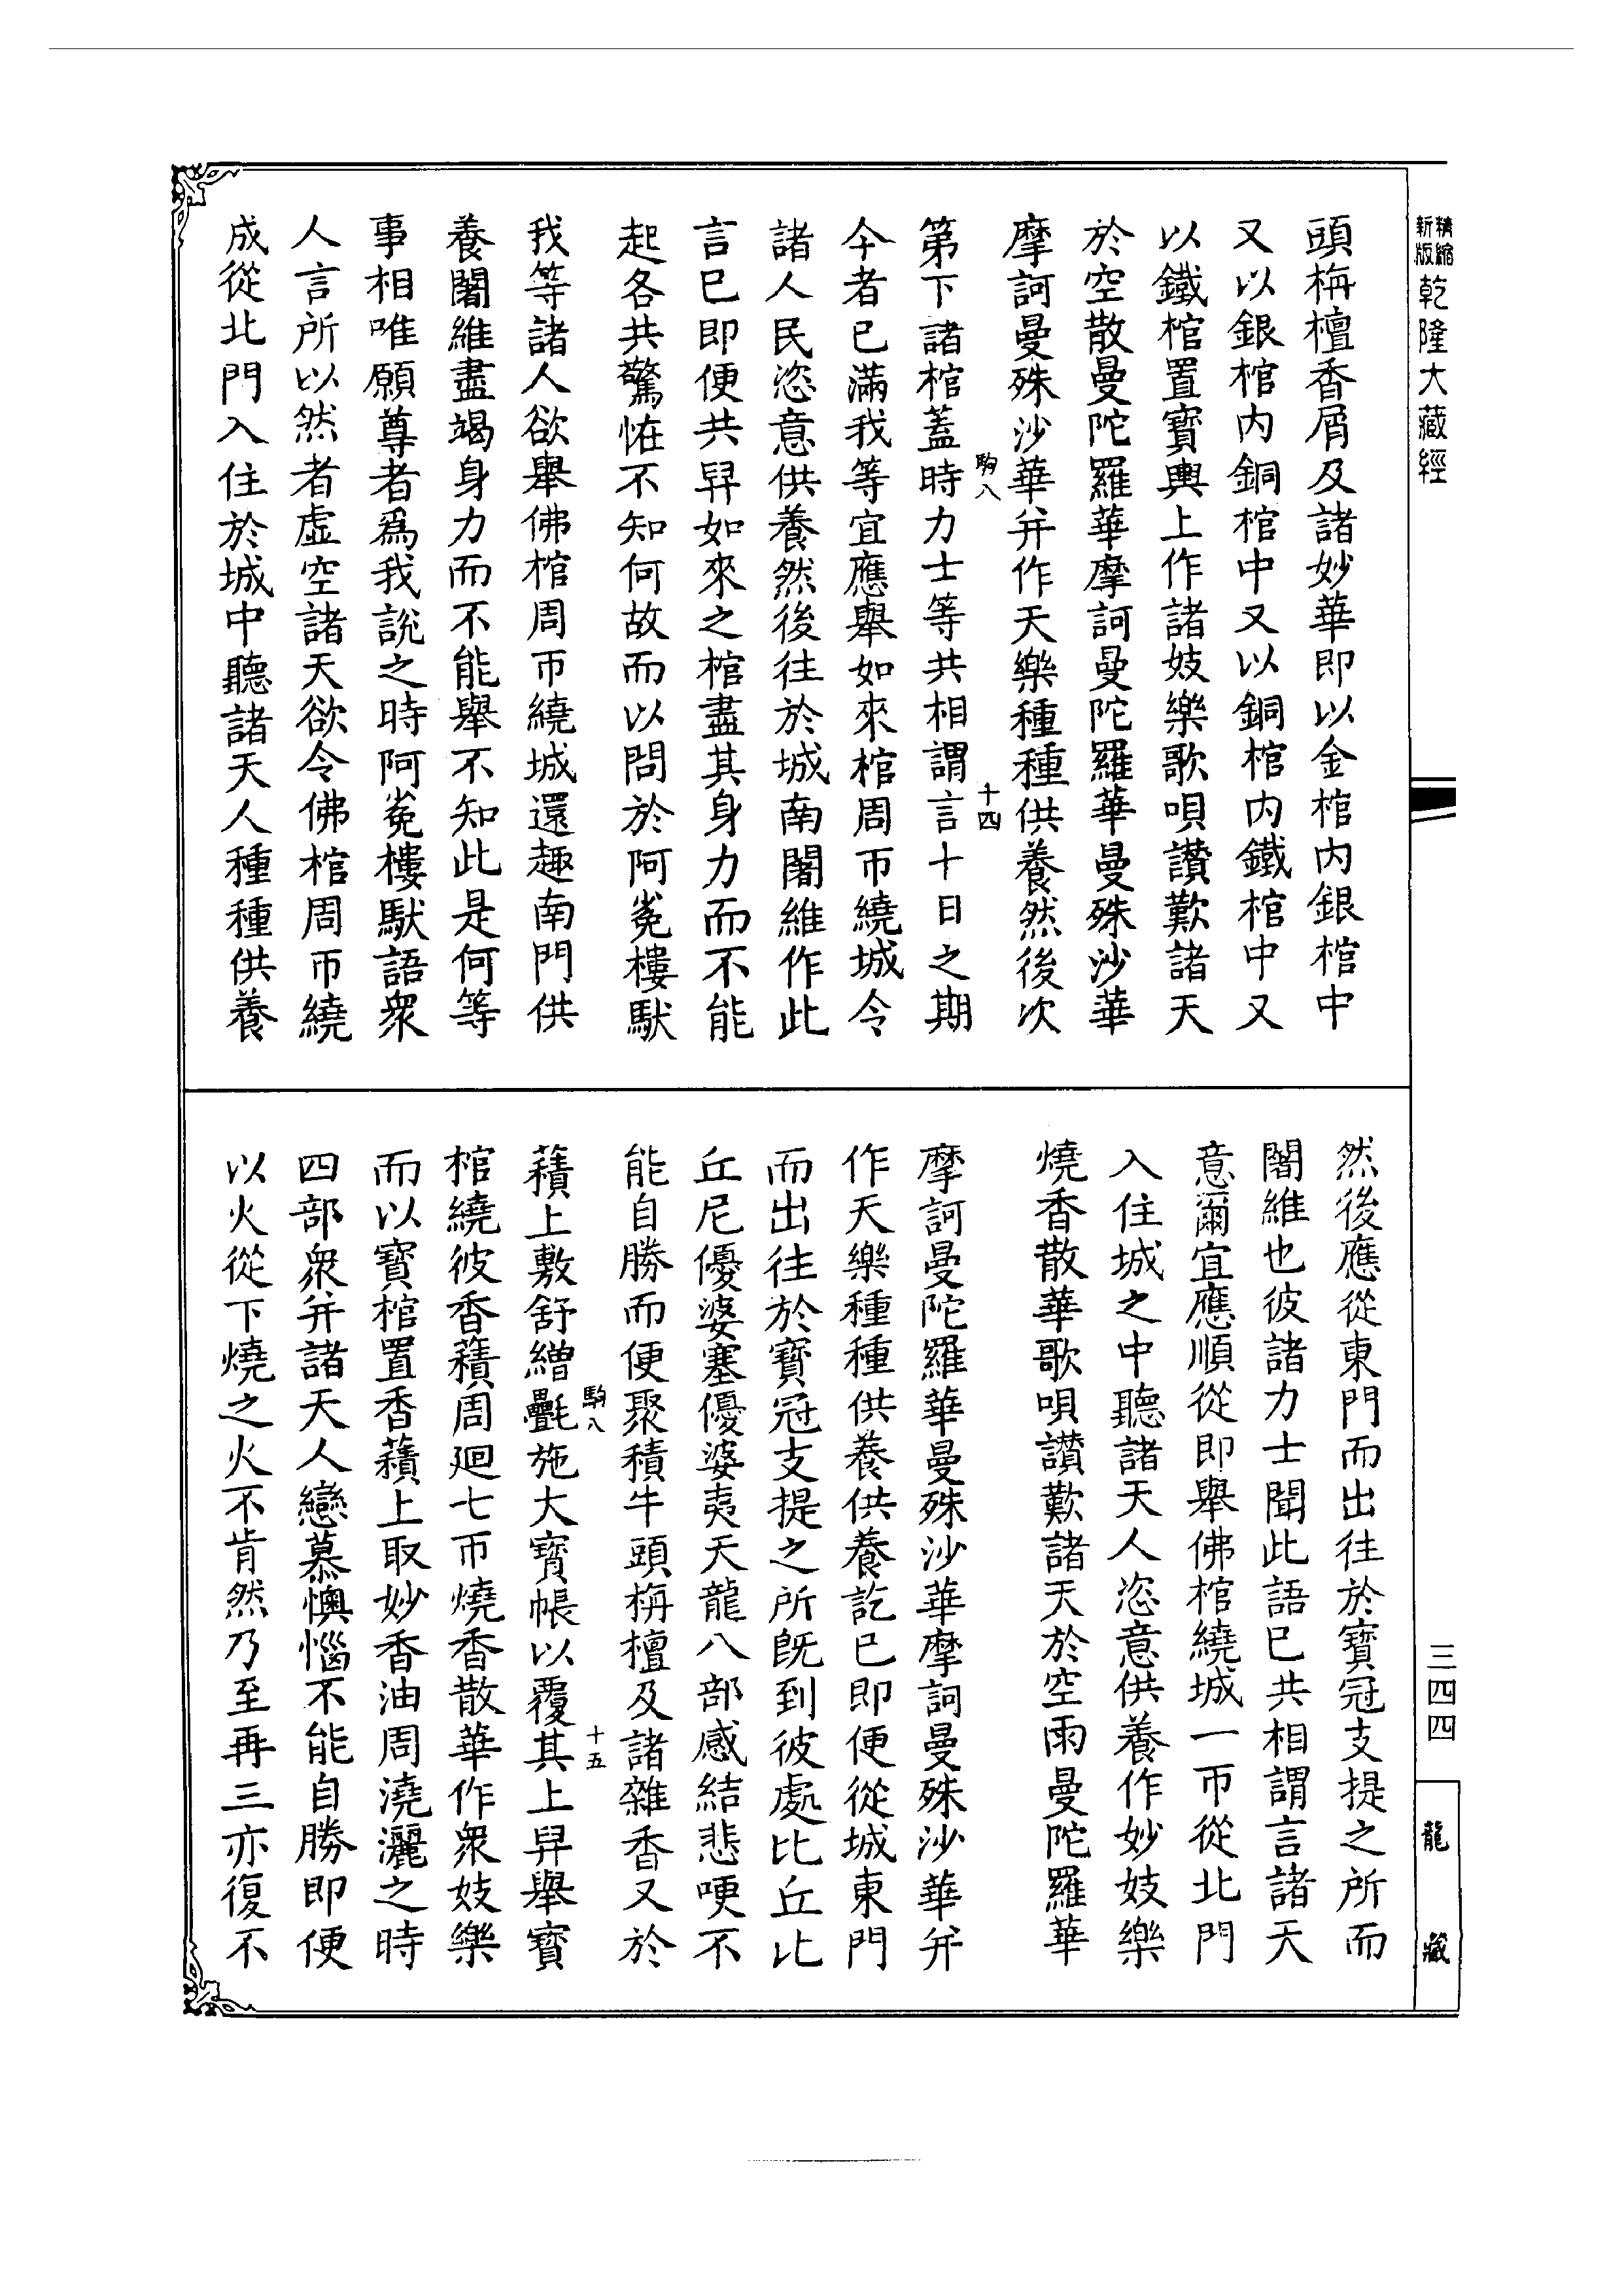 精縮新版乾隆大藏經
頭栴檀香屑及諸妙華即以金棺内銀棺中
又以銀棺内銅棺中又以銅棺内鐵棺中又
以鐵棺置寶輿上作諸妓樂歌唄讚歎諸天
於空散曼陀羅華摩訶曼陀羅華曼殊沙華
摩訶曼殊沙華并作天樂種種供養然後次
駒八 十四
第下諸棺蓋時力士等共相謂言十日之期
今者已滿我等宜應舉如來棺周帀繞城令
諸人民恣意供養然後往於城南闍維作此
言已即便共舁如來之棺盡其身力而不能
起各共驚怪不知何故而以問於阿㝹樓馱
我等諸人欲舉佛棺周帀繞城還趣南門供
養闍維盡竭身力而不能舉不知此是何等
事相唯願尊者爲我說之時阿㝹樓馱語衆
人言所以然者虛空諸天欲令佛棺周帀繞
成從北門入住於城中聽諸天人種種供養
然後應從東門而出往於寶冠支提之所而
闍維也彼諸力士聞此語已共相謂言諸天
意爾宜應順從即舉佛棺繞城一帀從北門
入住城之中聽諸天人恣意供養作妙妓樂
燒香散華歌唄讚歎諸天於空雨曼陀羅華
摩訶曼陀羅華曼殊沙華摩訶曼殊沙華并
作天樂種種供養供養訖已即便從城東門
而出往於寶冠支提之所既到彼處比丘比
丘尼優婆塞優婆夷天龍八部感結悲哽不
能自勝而便聚積牛頭栴檀及諸雜香又於
駒八 十五
䕽上敷舒繒㲲施大寶帳以覆其上舁舉寶
棺繞彼香䕽周迴七帀燒香散華作衆妓樂
而以寶棺置香䕽上取妙香油周澆灑之時
四部衆并諸天人戀慕懊惱不能自勝即便
以火從下燒之火不肯然乃至再三亦復不
三四四
龍藏